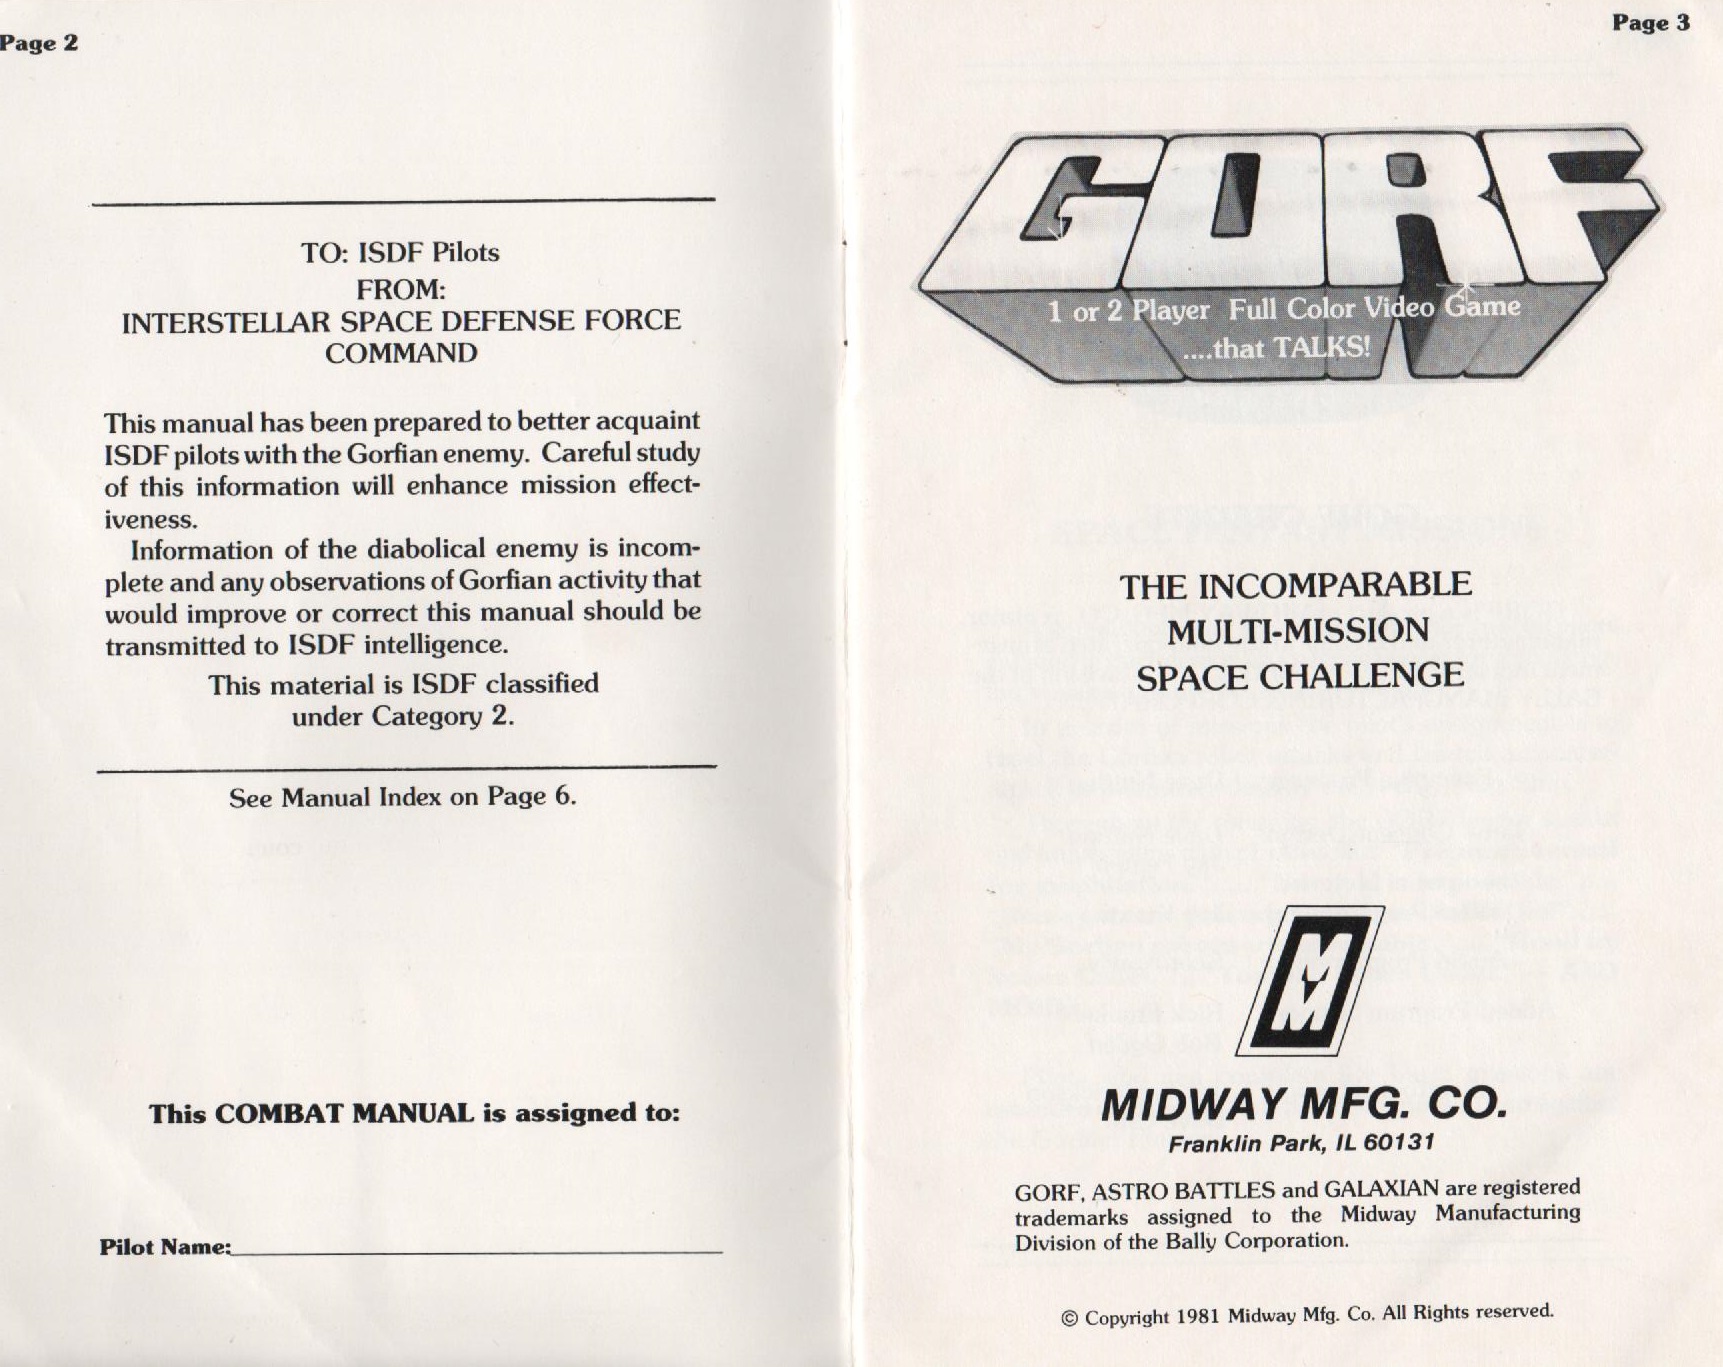 Page 2
TO: ISDF Pilots
FROM:
INTERSTELLAR SPACE DEFENSE FORCE
COMMAND
This manual has been prepared to better acquaint
ISDF pilots with the Gorfian enemy. Careful study
of this information will enhance mission effect-
iveness.
Information of the diabolical enemy is incom-
plete and any observations of Gorfian activity that
would improve or correct this manual should be
transmitted to ISDF intelligence.
This material is ISDF classified
under Category 2.
See Manual Index on Page 6.
This COMBAT MANUAL is assigned to:
Pilot Name:
Page 3
GORF
1 or 2 Player Full Color Video Game
....that TALKS!
THE INCOMPARABLE
MULTI-MISSION
SPACE CHALLENGE
MIDWAY MFG. CO.
Franklin Park, IL 60131
GORF, ASTRO BATTLES and GALAXIAN are registered
trademarks assigned to the Midway Manufacturing
Division of the Bally Corporation.
© Copyright 1981 Midway Mfg. Co. All Rights reserved.